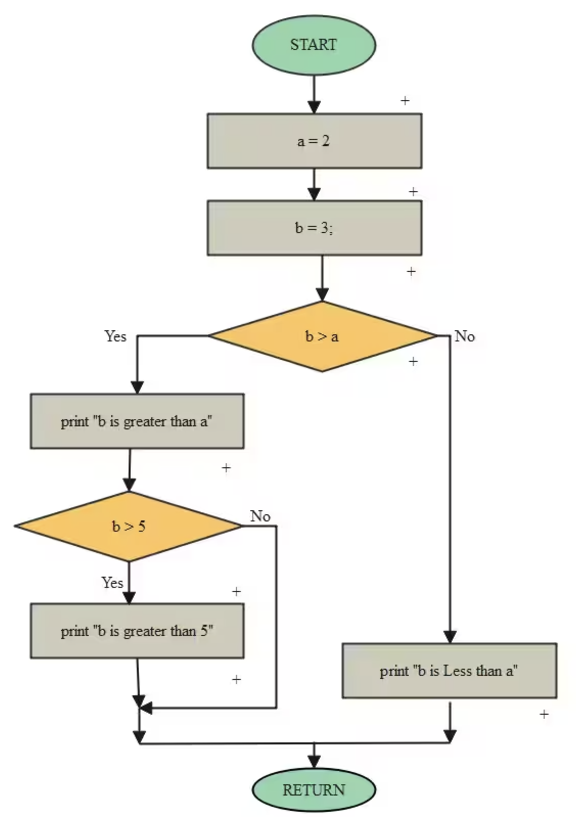 START
+
a = 2
+
b = 3;
+
b > a
Yes
No
+
print "b is greater than a"
+
b > 5
No
Yes
+
print "b is greater than 5"
+
print "b is Less than a"
+
RETURN